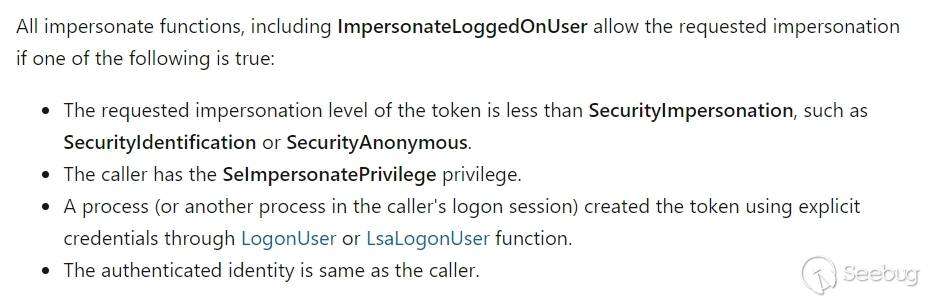 All impersonate functions, including ImpersonateLoggedOnUser allow the requested impersonation
if one of the following is true:
• The requested impersonation level of the token is less than SecurityImpersonation, such as
SecurityIdentification or SecurityAnonymous.
• The caller has the SeImpersonatePrivilege privilege.
• A process (or another process in the caller's logon session) created the token using explicit
credentials through LogonUser or LsaLogonUser function.
• The authenticated identity is same as the caller.
Seebug